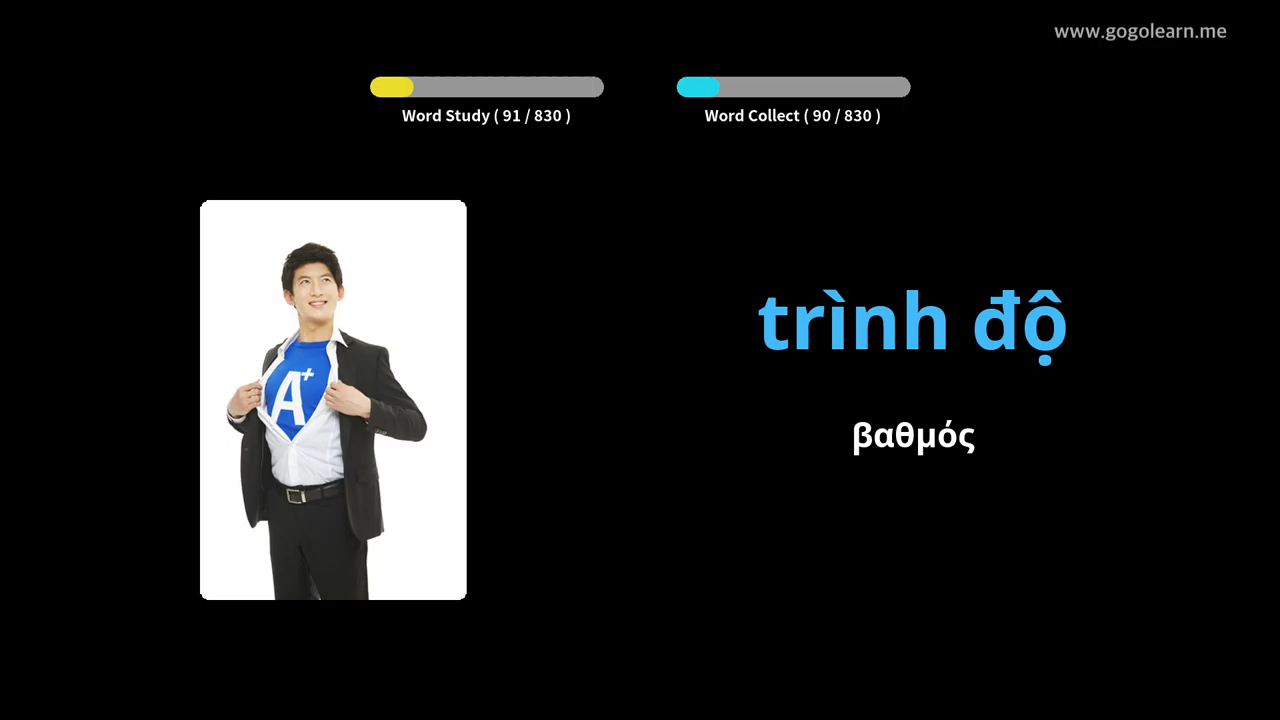 www.gogolearn.me
Word Study ( 91 / 830 )
Word Collect ( 90 / 830 )
A+
trình độ
βαθμός